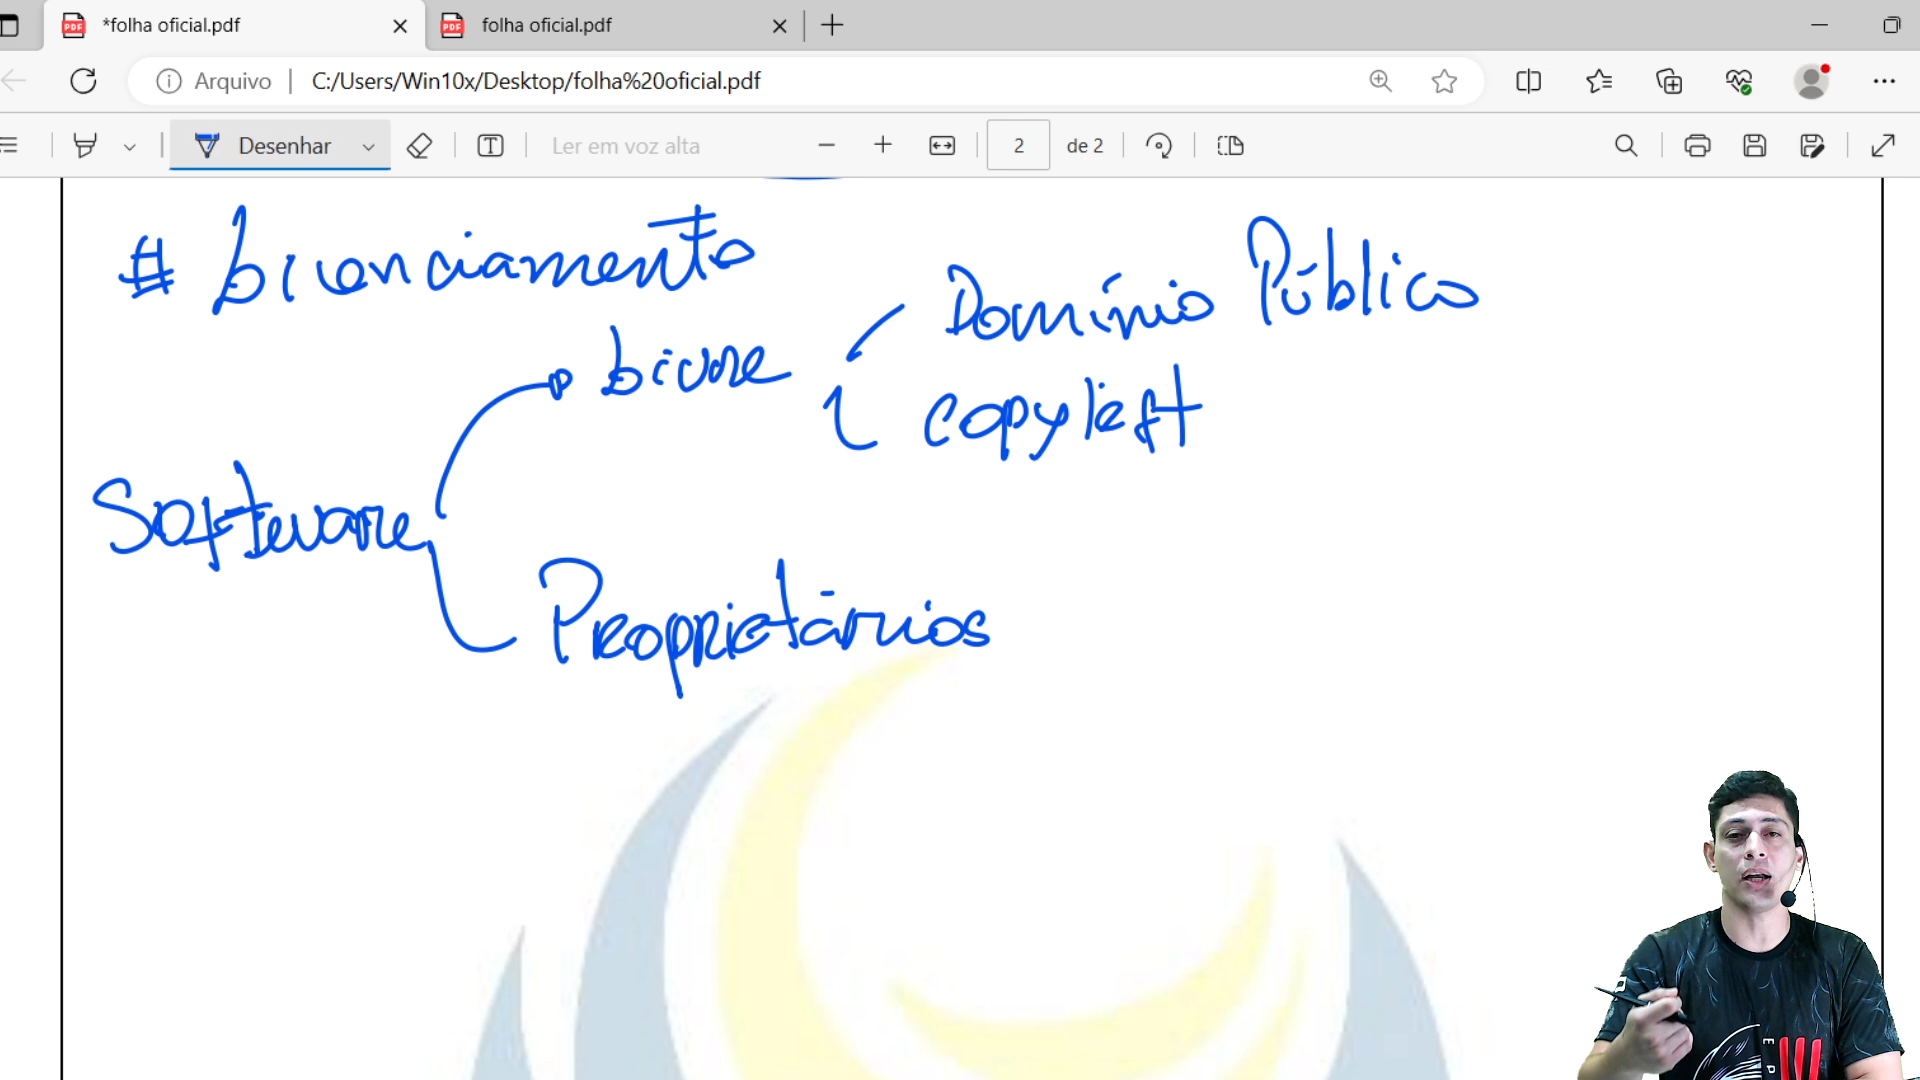 *folha oficial.pdf
folha oficial.pdf
Arquivo
C:/Users/Win10x/Desktop/folha%20oficial.pdf
Desenhar
Ler em voz alta
2
de 2
# Licenciamento
Domínio Público
Livre
copyleft
Software
Proprietários